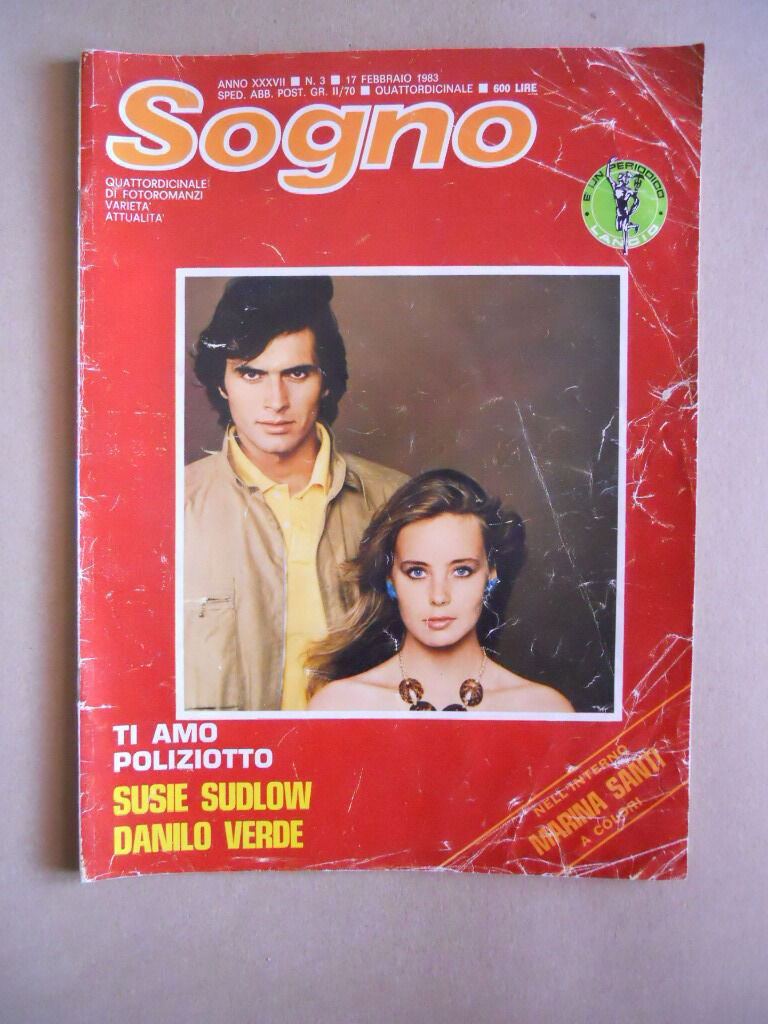 ANNO XXXVII ■ N. 3 ■ 17 FEBBRAIO 1983
SPED. ABB. POST. GR. II/70 ■ QUATTORDICINALE ■ 600 LIRE
Sogno
QUATTORDICINALE
DI FOTOROMANZI
VARIETA'
ATTUALITA'
E UN PERIODICO
LANCIO
TI AMO
POLIZIOTTO
SUSIE SUDLOW
DANILO VERDE
NELL'INTERNO
MARINA SANTI
A COLORI